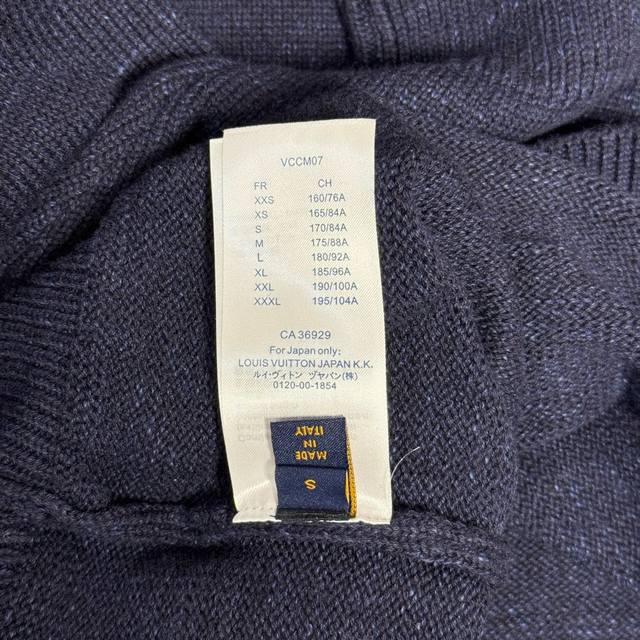 VCCM07
FR CH
XXS 160/76A
XS 165/84A
S 170/84A
M 175/88A
L 180/92A
XL 185/96A
XXL 190/100A
XXXL 195/104A
CA 36929
For Japan only:
LOUIS VUITTON JAPAN K.K.
ルイ・ヴィトン ジャパン(株)
0120-00-1854
MADE
IN
ITALY
S